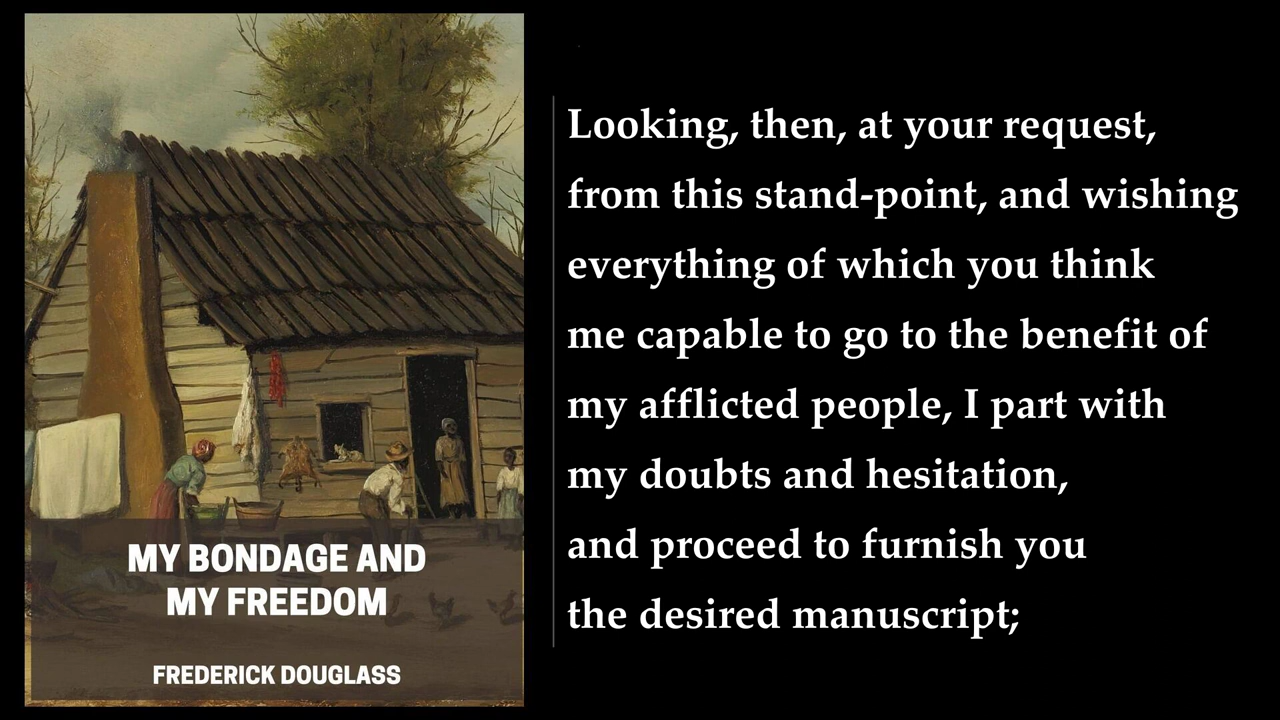 MY BONDAGE AND
MY FREEDOM
FREDERICK DOUGLASS
Looking, then, at your request,
from this stand-point, and wishing
everything of which you think
me capable to go to the benefit of
my afflicted people, I part with
my doubts and hesitation,
and proceed to furnish you
the desired manuscript;